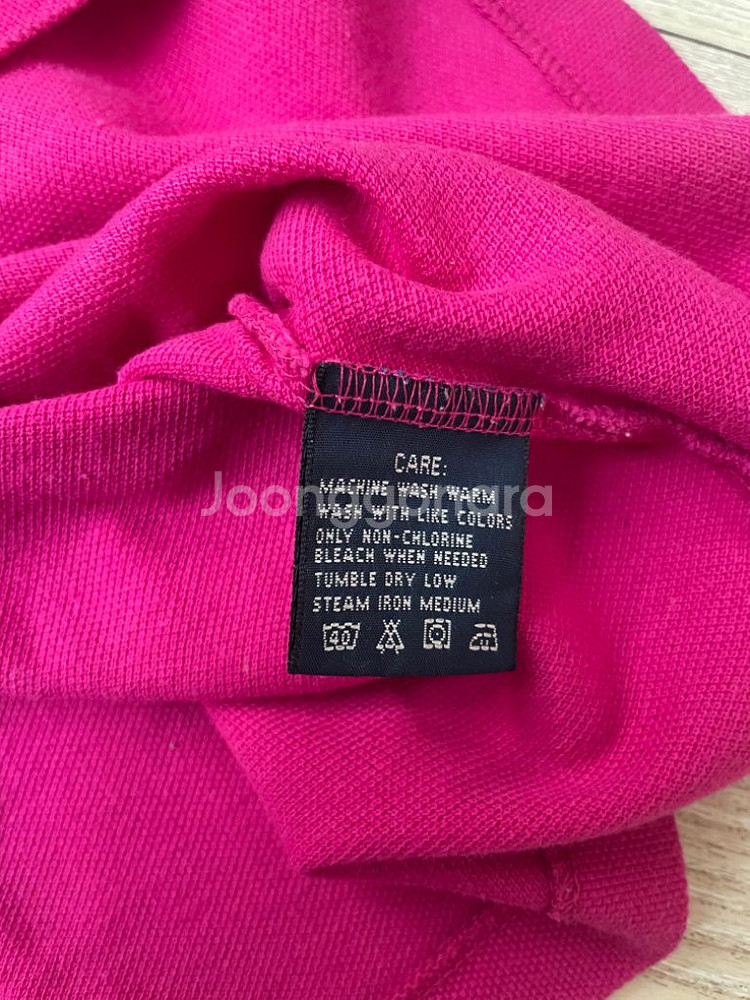 CARE:
MACHINE WASH WARM
Joonggonara
WASH WITH LIKE COLORS
ONLY NON-CHLORINE
BLEACH WHEN NEEDED
TUMBLE DRY LOW
STEAM IRON MEDIUM
40